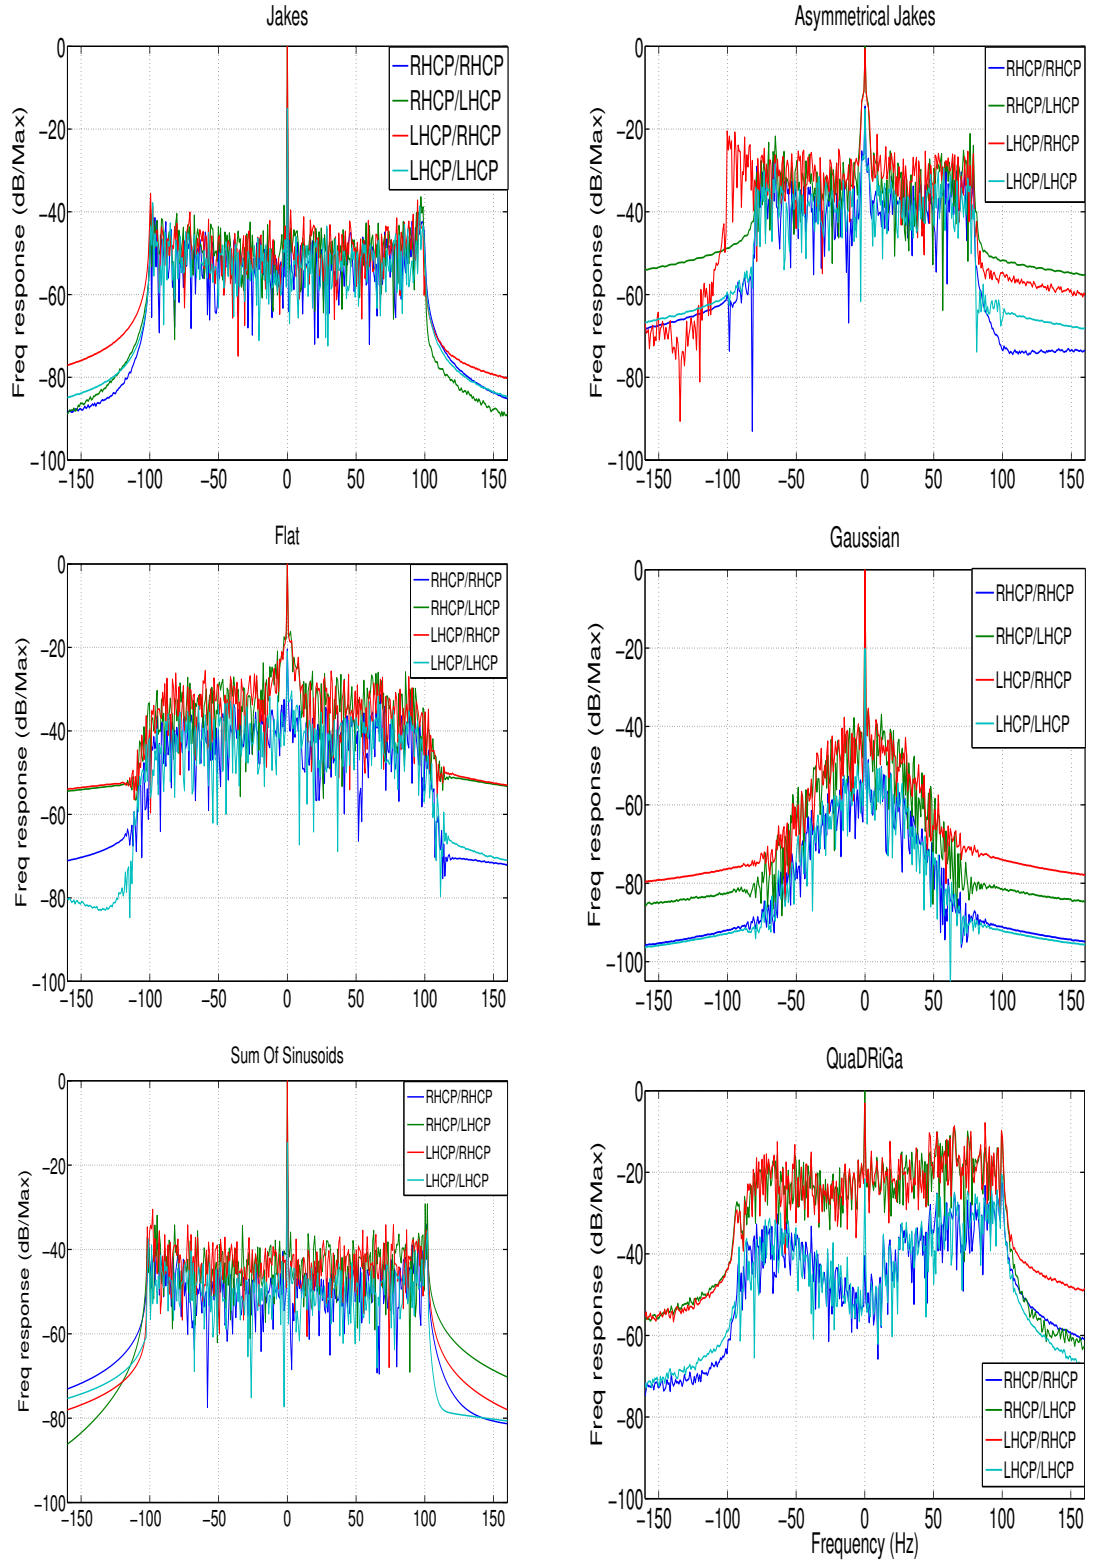 Jakes
Freq response (dB/Max)
0
−20
−40
−60
−80
−100
−150
−100
−50
0
50
100
150
RHCP/RHCP
RHCP/LHCP
LHCP/RHCP
LHCP/LHCP
Asymmetrical Jakes
Freq response (dB/Max)
0
−20
−40
−60
−80
−100
−150
−100
−50
0
50
100
150
RHCP/RHCP
RHCP/LHCP
LHCP/RHCP
LHCP/LHCP
Flat
Freq response (dB/Max)
0
−20
−40
−60
−80
−100
−150
−100
−50
0
50
100
150
RHCP/RHCP
RHCP/LHCP
LHCP/RHCP
LHCP/LHCP
Gaussian
Freq response (dB/Max)
0
−20
−40
−60
−80
−100
−150
−100
−50
0
50
100
150
RHCP/RHCP
RHCP/LHCP
LHCP/RHCP
LHCP/LHCP
Sum Of Sinusoids
Freq response (dB/Max)
0
−20
−40
−60
−80
−100
−150
−100
−50
0
50
100
150
RHCP/RHCP
RHCP/LHCP
LHCP/RHCP
LHCP/LHCP
QuaDRiGa
Freq response (dB/Max)
0
−20
−40
−60
−80
−100
−150
−100
−50
0
50
100
150
Frequency (Hz)
RHCP/RHCP
RHCP/LHCP
LHCP/RHCP
LHCP/LHCP